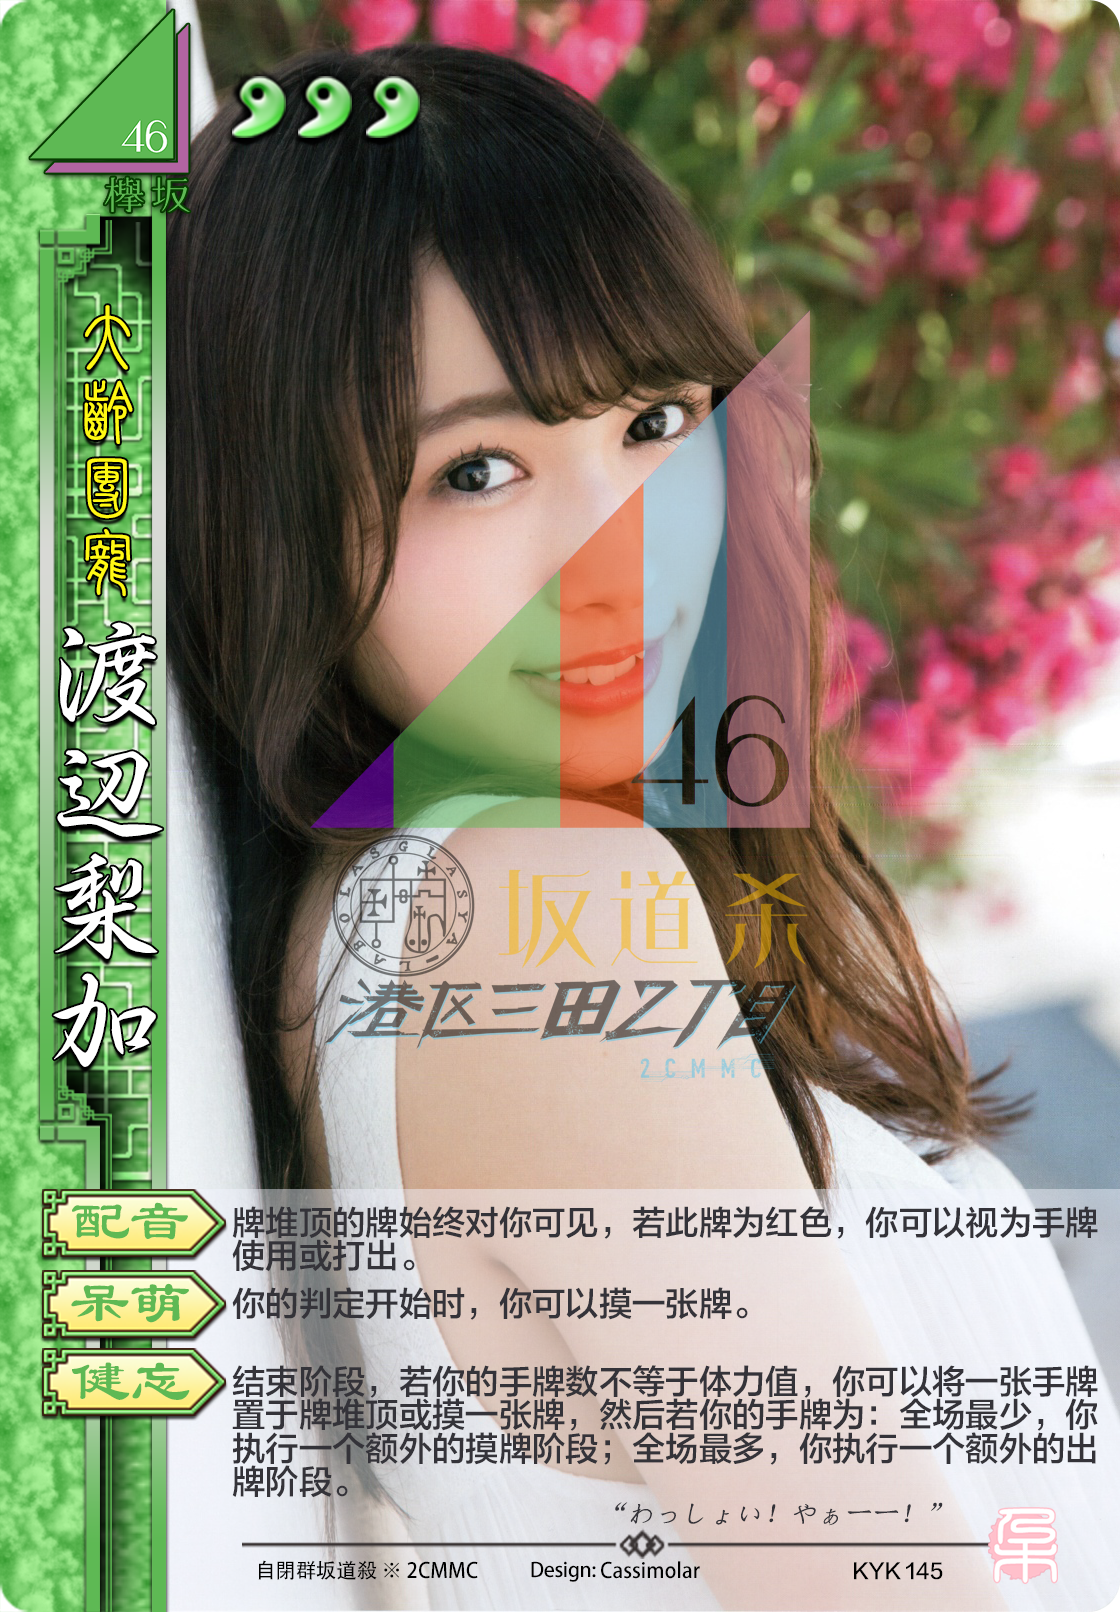 46
欅坂
大齡團寵
渡辺梨加
46
GLASYA-LABOLAS
坂道杀
港区三田乙丁目
2CMMC
配音
牌堆顶的牌始终对你可见，若此牌为红色，你可以视为手牌
使用或打出。
呆萌
你的判定开始时，你可以摸一张牌。
健忘
结束阶段，若你的手牌数不等于体力值，你可以将一张手牌
置于牌堆顶或摸一张牌，然后若你的手牌为：全场最少，你
执行一个额外的摸牌阶段；全场最多，你执行一个额外的出
牌阶段。
“わっしょい！やぁーー！”
自閉群坂道殺 ※ 2CMMC
Design: Cassimolar
KYK 145